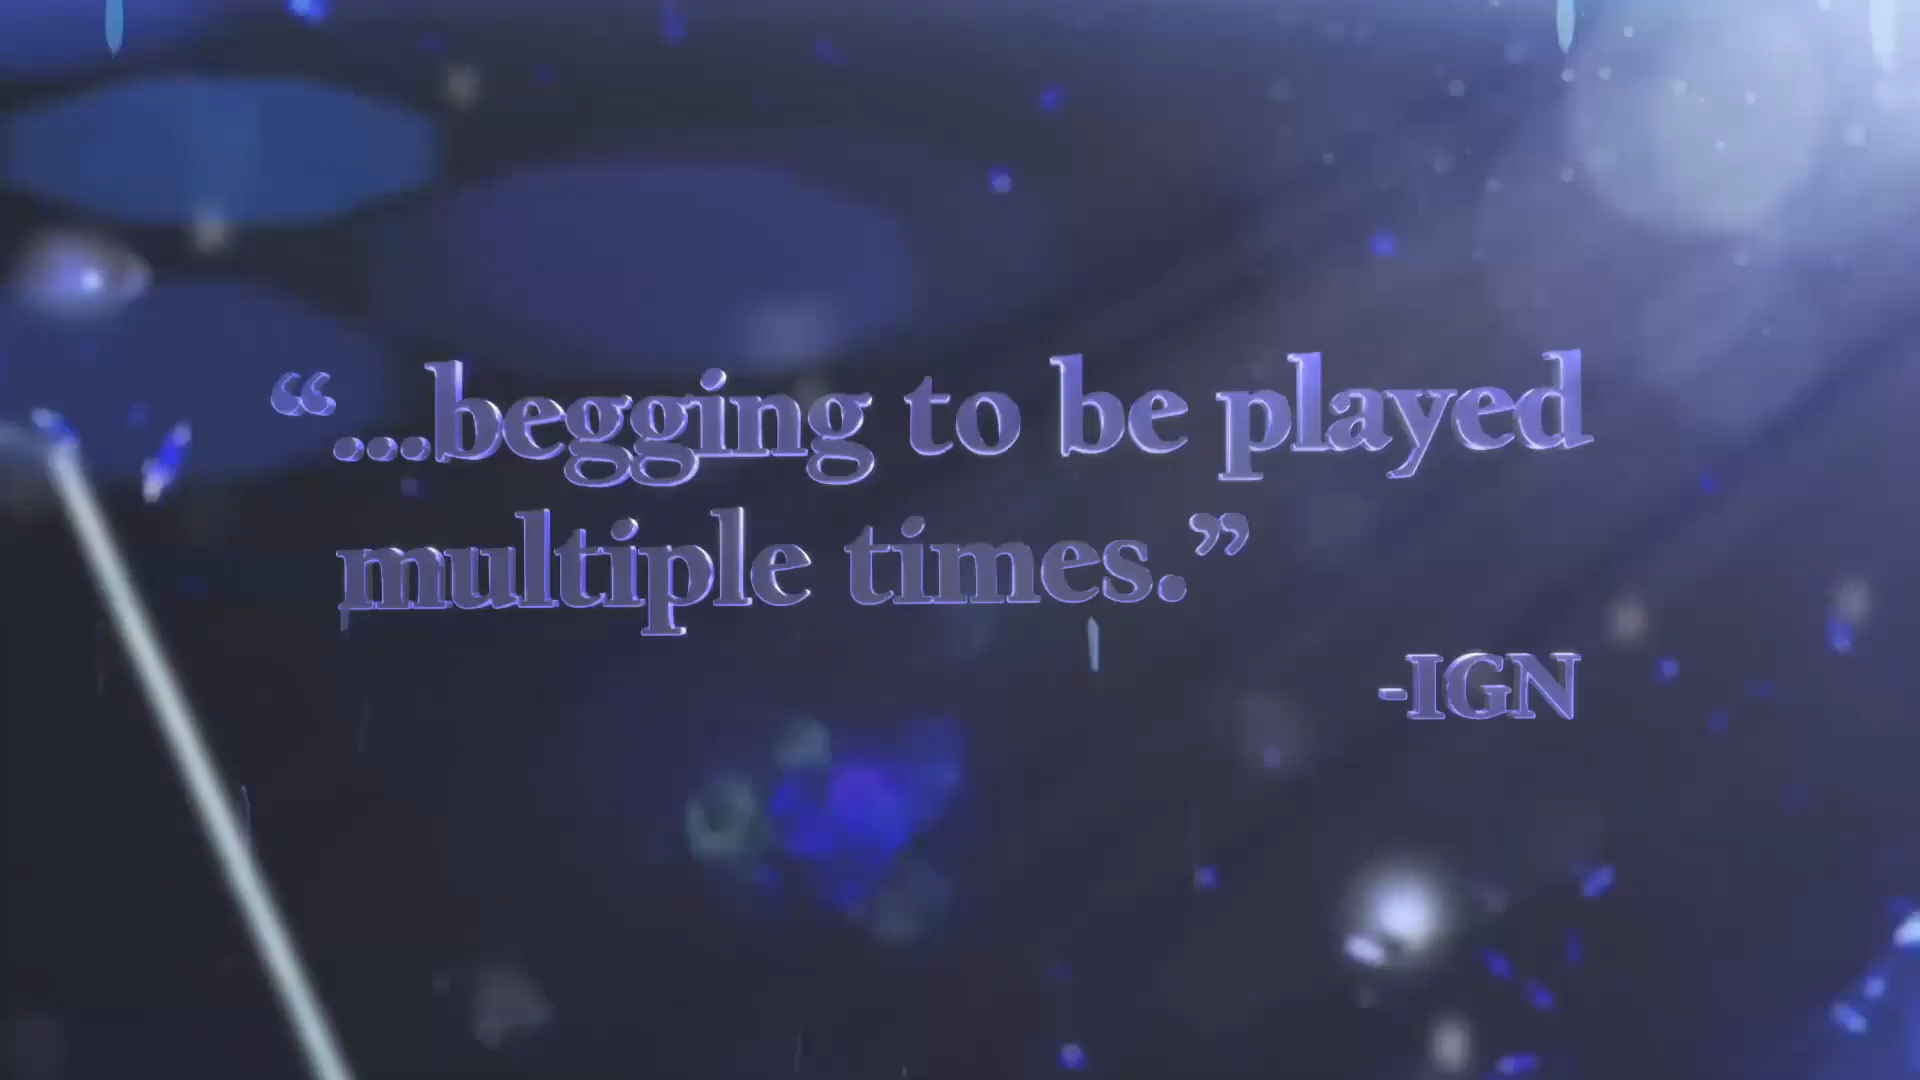 “...begging to be played
multiple times.”
-IGN